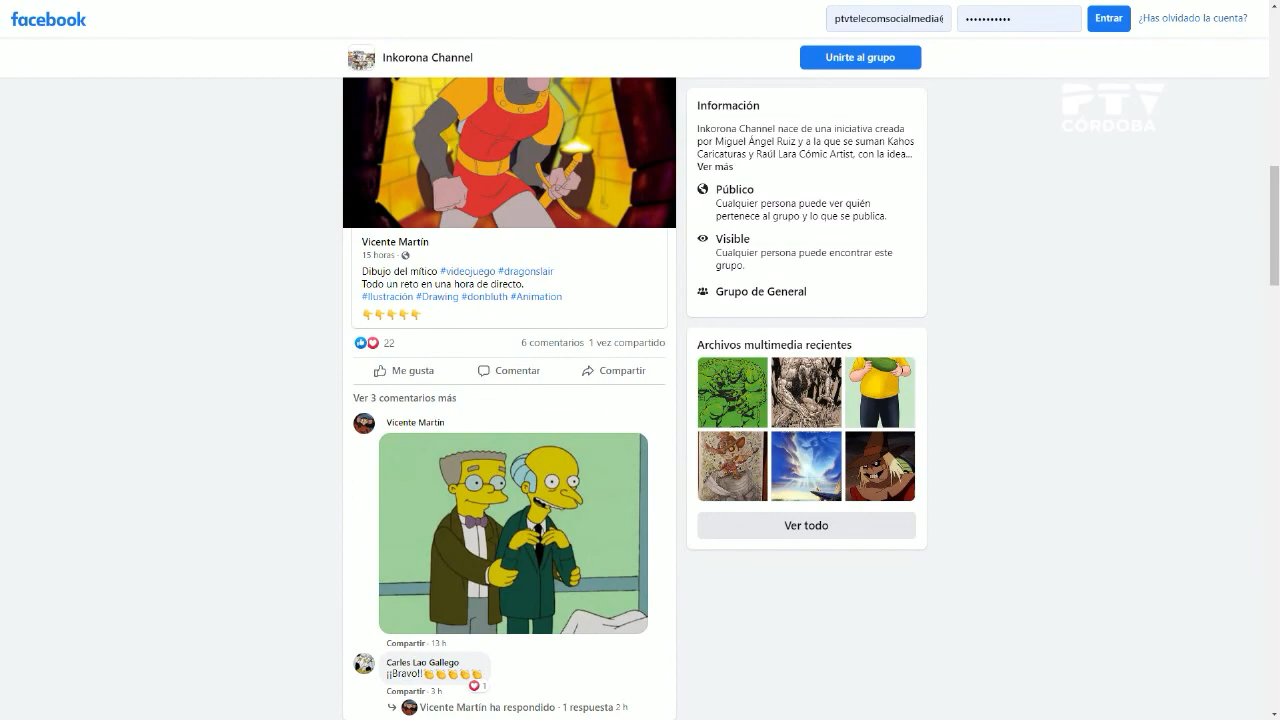 facebook
ptvtelecomsocialmedia@
Entrar
¿Has olvidado la cuenta?
Inkorona Channel
Unirte al grupo
PTV
CÓRDOBA
Vicente Martín
15 horas ·
Dibujo del mítico #videojuego #dragonslair
Todo un reto en una hora de directo.
#Ilustración #Drawing #donbluth #Animation
22
6 comentarios 1 vez compartido
Me gusta
Comentar
Compartir
Ver 3 comentarios más
Vicente Martín
Compartir · 13 h
Carles Lao Gallego
¡¡Bravo!!👏👏👏👏👏
1
Compartir · 3 h
Vicente Martín ha respondido · 1 respuesta 2 h
Información
Inkorona Channel nace de una iniciativa creada
por Miguel Ángel Ruiz y a la que se suman Kahos
Caricaturas y Raúl Lara Cómic Artist, con la idea...
Ver más
Público
Cualquier persona puede ver quién
pertenece al grupo y lo que se publica.
Visible
Cualquier persona puede encontrar este
grupo.
Grupo de General
Archivos multimedia recientes
Ver todo